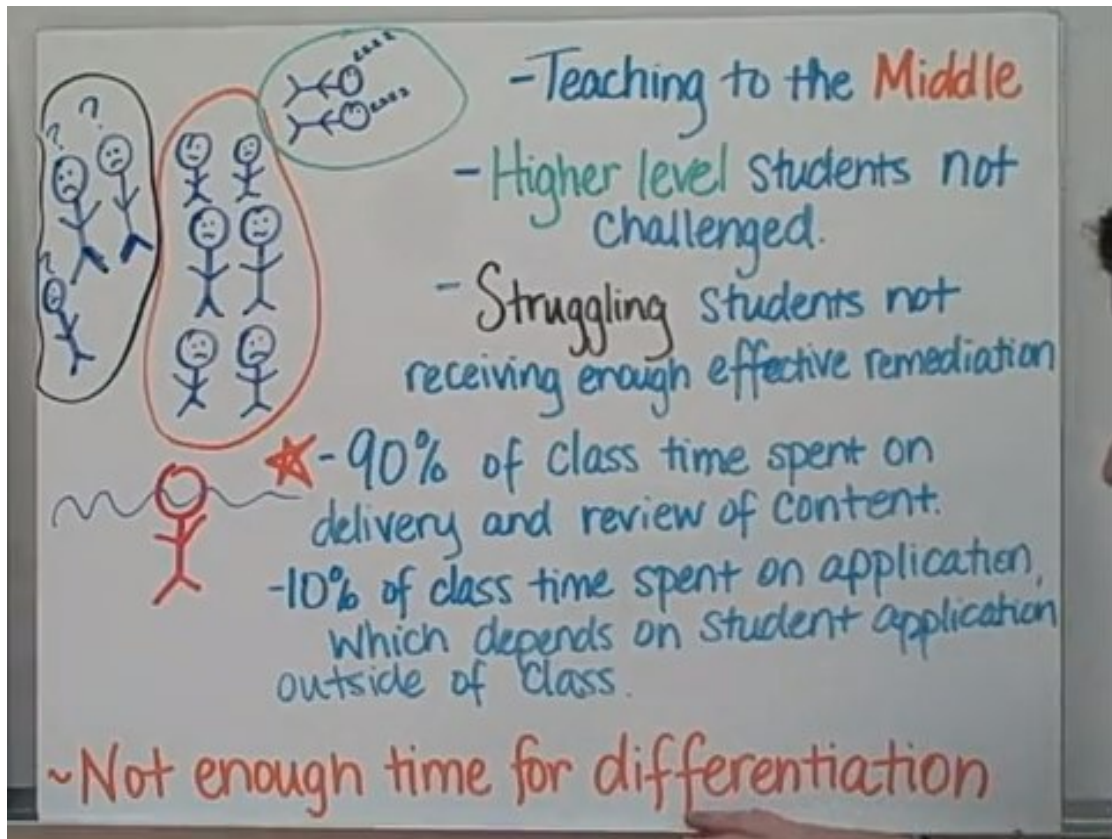 -Teaching to the Middle
-Higher level students not
challenged.
- Struggling students not
receiving enough effective remediation
-90% of class time spent on
delivery and review of content.
-10% of class time spent on application,
which depends on student application
outside of class.
~Not enough time for differentiation
? ?
?
zzzz
zzzz